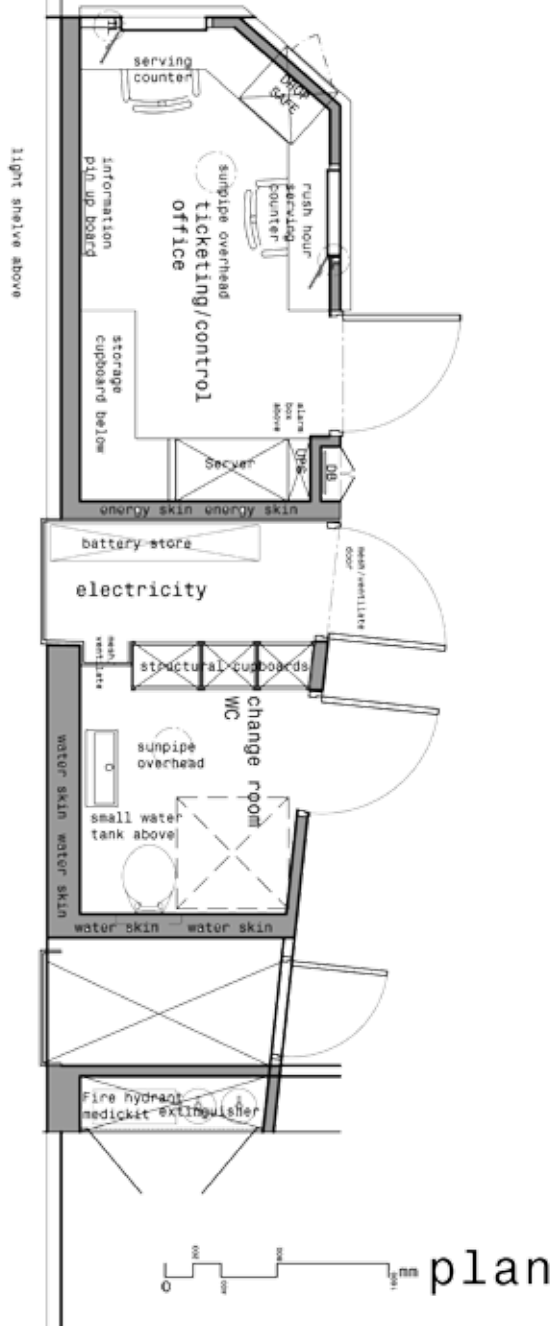 TL
serving
counter
DROP
SAFE
light shelve above
information
pin up board
sunpipe overhead
ticketing/control
office
rush hour
serving
counter
storage
cupboard below
alarm
box
above
Server
UPS
DB
energy skin energy skin
battery store
mesh/ventilate
door
electricity
mesh
ventilate
structural cupboards
change room
WC
sunpipe
overhead
water skin water skin
small water
tank above
water skin water skin
Fire hydrant
medickit extinguisher
0
mm
plan